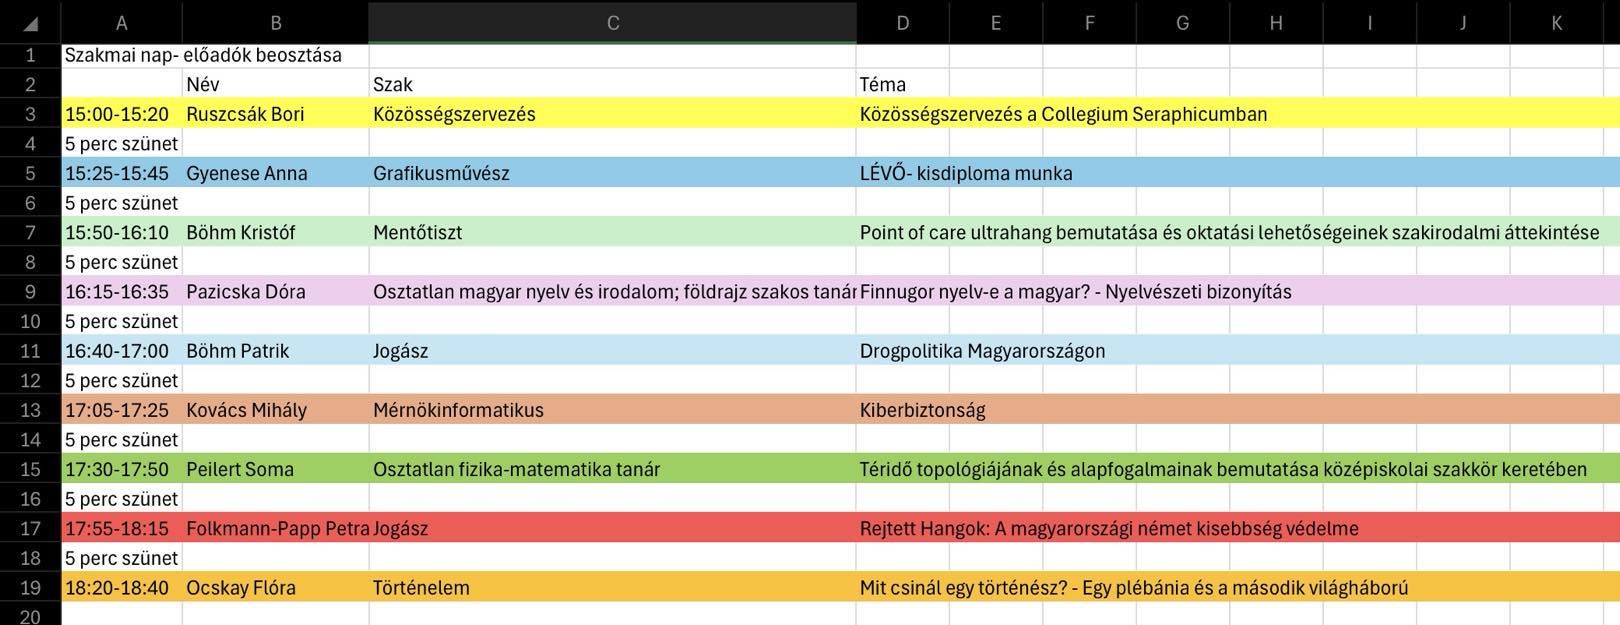 A B C D E F G H I J K
1 Szakmai nap- előadók beosztása
2 Név Szak Téma
3 15:00-15:20 Ruszcsák Bori Közösségszervezés Közösségszervezés a Collegium Seraphicumban
4 5 perc szünet
5 15:25-15:45 Gyenese Anna Grafikusművész LÉVŐ- kisdiploma munka
6 5 perc szünet
7 15:50-16:10 Böhm Kristóf Mentőtiszt Point of care ultrahang bemutatása és oktatási lehetőségeinek szakirodalmi áttekintése
8 5 perc szünet
9 16:15-16:35 Pazicska Dóra Osztatlan magyar nyelv és irodalom; földrajz szakos tanár Finnugor nyelv-e a magyar? - Nyelvészeti bizonyítás
10 5 perc szünet
11 16:40-17:00 Böhm Patrik Jogász Drogpolitika Magyarországon
12 5 perc szünet
13 17:05-17:25 Kovács Mihály Mérnökinformatikus Kiberbiztonság
14 5 perc szünet
15 17:30-17:50 Peilert Soma Osztatlan fizika-matematika tanár Téridő topológiájának és alapfogalmainak bemutatása középiskolai szakkör keretében
16 5 perc szünet
17 17:55-18:15 Folkmann-Papp Petra Jogász Rejtett Hangok: A magyarországi német kisebbség védelme
18 5 perc szünet
19 18:20-18:40 Ocskay Flóra Történelem Mit csinál egy történész? - Egy plébánia és a második világháború
20